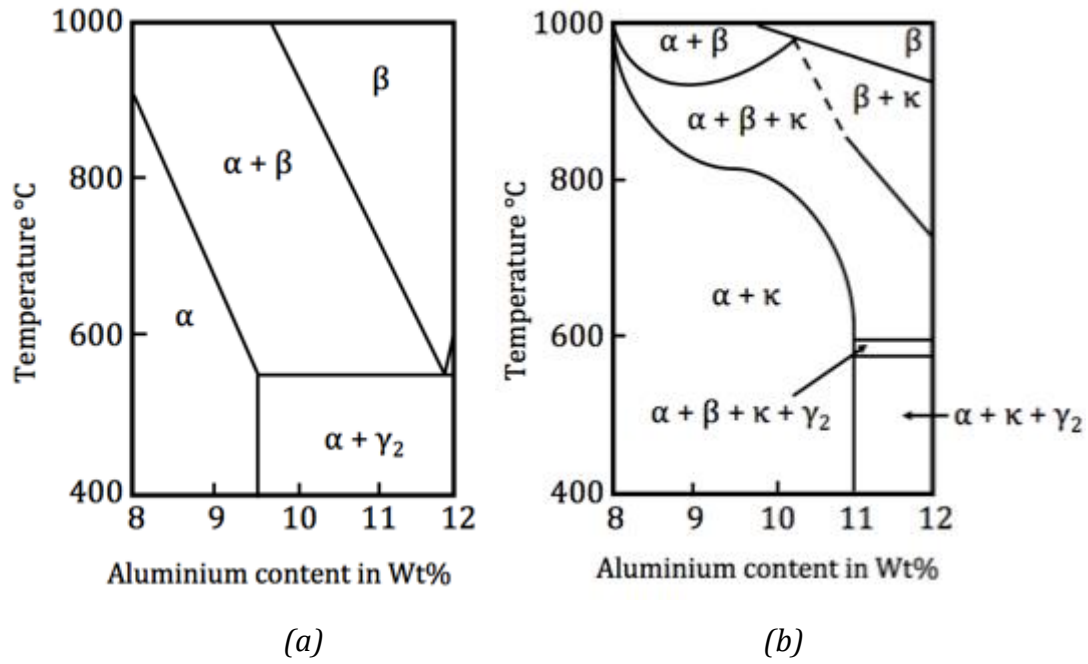 1000
800
600
400
Temperature °C
α
α + β
β
α + γ₂
8 9 10 11 12
Aluminium content in Wt%
(a)
1000
800
600
400
Temperature °C
α + β
β
β + κ
α + β + κ
α + κ
α + β + κ + γ₂
α + κ + γ₂
8 9 10 11 12
Aluminium content in Wt%
(b)